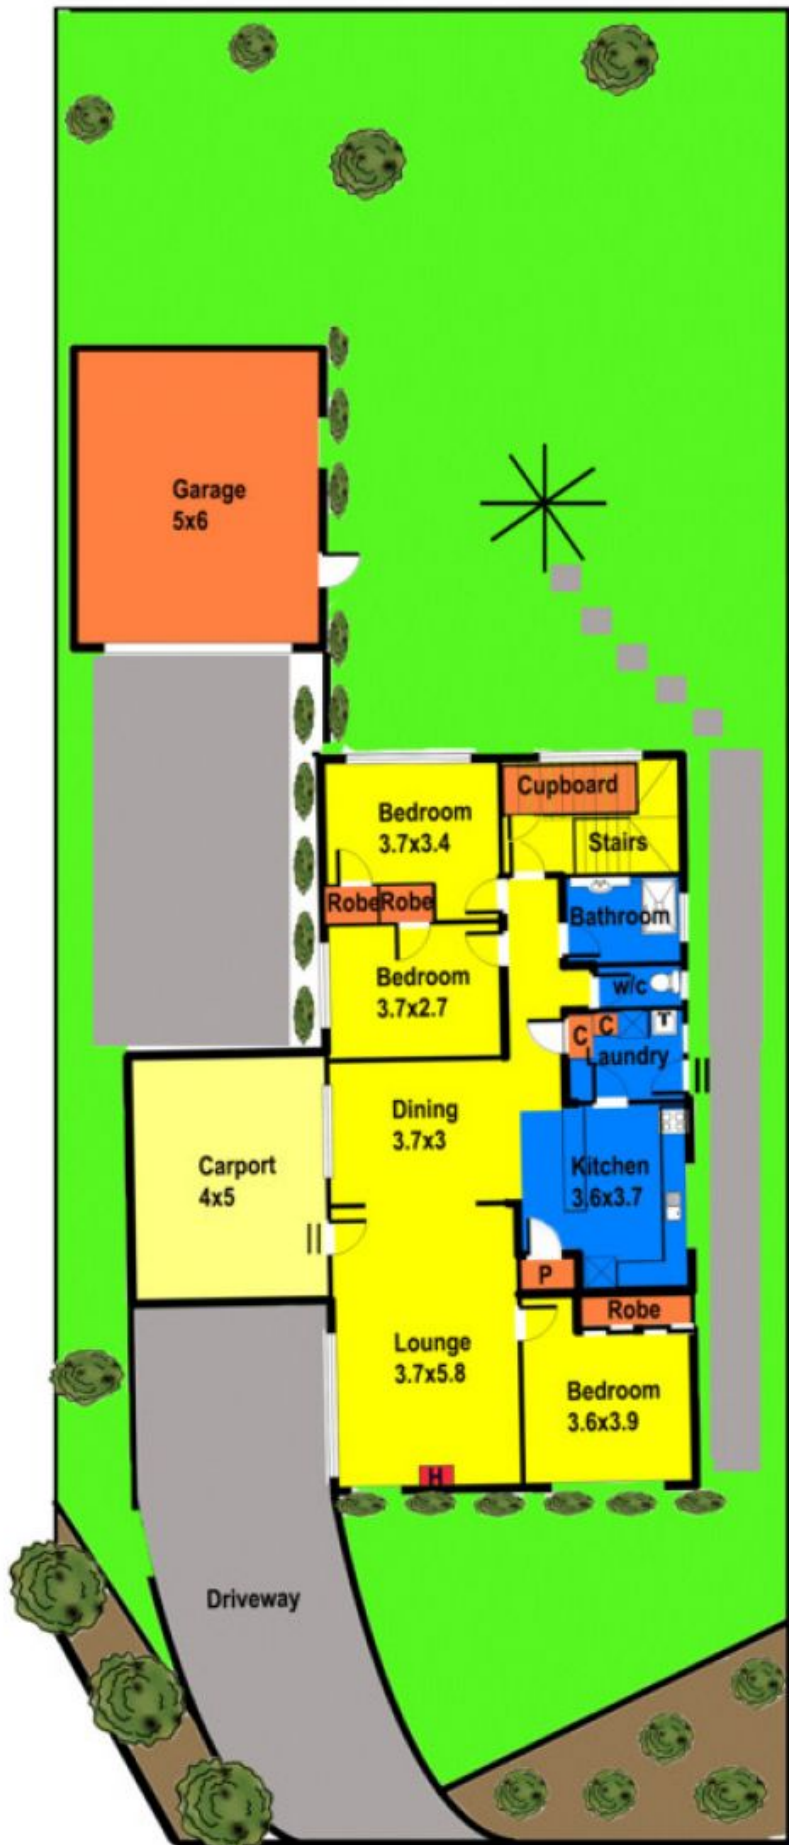 Garage
5x6
Cupboard
Bedroom
3.7x3.4
Stairs
Robe
Robe
Bathroom
Bedroom
3.7x2.7
w/c
C
C
T
Laundry
Dining
3.7x3
Carport
4x5
Kitchen
3.6x3.7
P
Robe
Lounge
3.7x5.8
Bedroom
3.6x3.9
H
Driveway